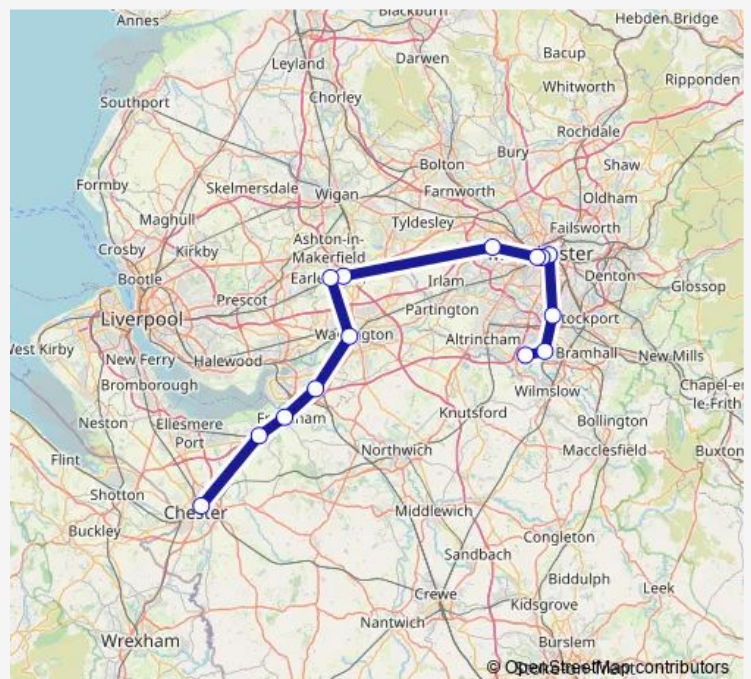 Annes
Blackburn
Hebden Bridge
Leyland
Darwen
Bacup
Whitworth
Ripponden
Southport
Chorley
Rochdale
Bolton
Bury
Shaw
Formby
Skelmersdale
Wigan
Farnworth
Oldham
Maghull
Tyldesley
Failsworth
Crosby
Kirkby
Ashton-in-
Makerfield
Bootle
Denton
Glossop
Prescot
Irlam
Liverpool
Partington
Stockport
West Kirby
New Ferry
Halewood
Altrincham
Bramhall
New Mills
Bromborough
Wilmslow
Chapel-en
le-Frith
Neston
Ellesmere
Port
Knutsford
Bollington
Flint
Northwich
Macclesfield
Buxton
Shotton
Chester
Buckley
Middlewich
Congleton
Sandbach
Biddulph
Leek
Crewe
Kidsgrove
Nantwich
Wrexham
Burslem
© OpenStreetMap contributors